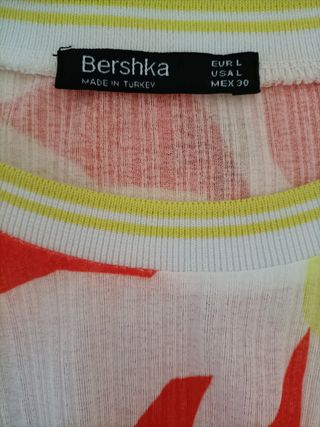 Bershka
MADE IN TURKEY
EUR L
USA L
MEX 30